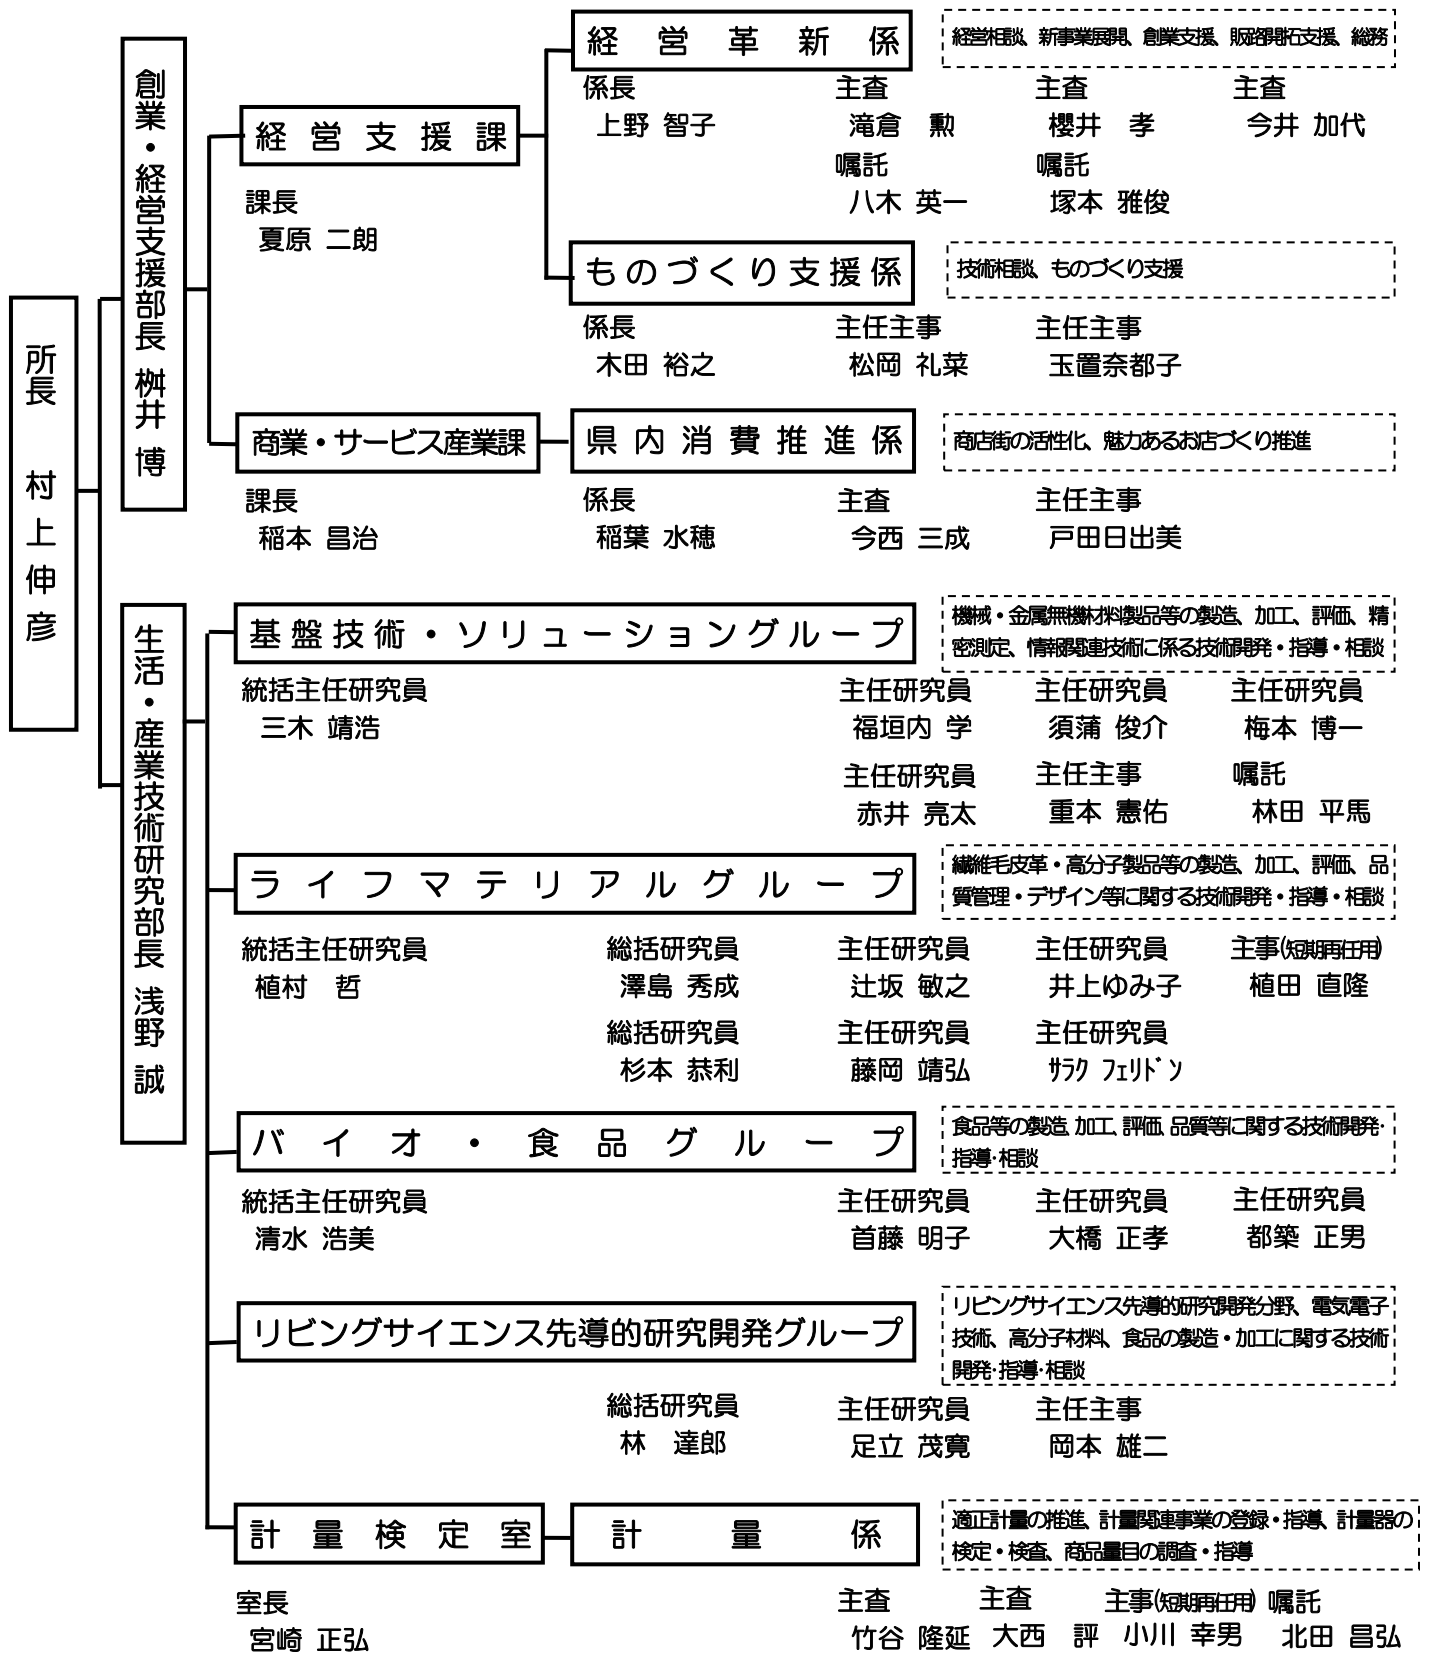 所長　村上伸彦
創業・経営支援部長 桝井 博
経営支援課
課長
夏原 二朗
経営革新係
経営相談、新事業展開、創業支援、販路開拓支援、総務
係長 主査 主査 主査
上野 智子 滝倉　勲 櫻井　孝 今井 加代
嘱託 嘱託
八木 英一 塚本 雅俊
ものづくり支援係
技術相談、ものづくり支援
係長 主任主事 主任主事
木田 裕之 松岡 礼菜 玉置奈都子
商業・サービス産業課
県内消費推進係
商店街の活性化、魅力あるお店づくり推進
課長 係長 主査 主任主事
稲本 昌治 稲葉 水穂 今西 三成 戸田日出美
生活・産業技術研究部長 浅野 誠
基盤技術・ソリューショングループ
機械・金属無機材料製品等の製造、加工、評価、精
密測定、情報関連技術に係る技術開発・指導・相談
統括主任研究員 主任研究員 主任研究員 主任研究員
三木 靖浩 福垣内 学 須蒲 俊介 梅本 博一
主任研究員 主任主事 嘱託
赤井 亮太 重本 憲佑 林田 平馬
ライフマテリアルグループ
繊維毛皮革・高分子製品等の製造、加工、評価、品
質管理・デザイン等に関する技術開発・指導・相談
統括主任研究員 総括研究員 主任研究員 主任研究員 主事(短期再任用)
植村　哲 澤島 秀成 辻坂 敏之 井上ゆみ子 植田 直隆
総括研究員 主任研究員 主任研究員
杉本 恭利 藤岡 靖弘 ｻﾗｸ ﾌｪﾘﾄﾞﾝ
バイオ・食品グループ
食品等の製造、加工、評価、品質等に関する技術開発・
指導・相談
統括主任研究員 主任研究員 主任研究員 主任研究員
清水 浩美 首藤 明子 大橋 正孝 都築 正男
リビングサイエンス先導的研究開発グループ
リビングサイエンス先導的研究開発分野、電気電子
技術、高分子材料、食品の製造・加工に関する技術
開発・指導・相談
総括研究員 主任研究員 主任主事
林　達郎 足立 茂寛 岡本 雄二
計量検定室
計量係
適正計量の推進、計量関連事業の登録・指導、計量器の
検定・検査、商品量目の調査・指導
室長 主査 主査 主事(短期再任用) 嘱託
宮崎 正弘 竹谷 隆延 大西　評 小川 幸男 北田 昌弘